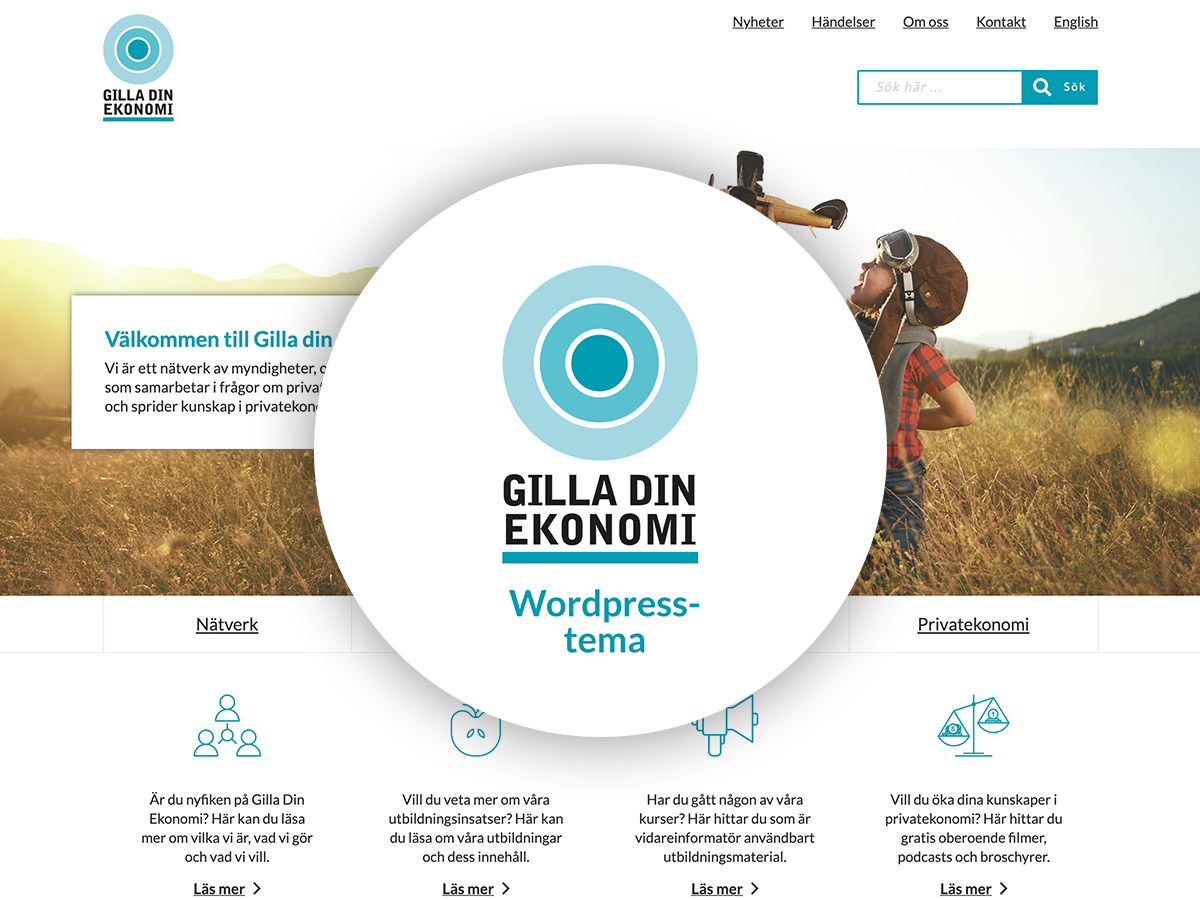 Nyheter Händelser Om oss Kontakt English
GILLA DIN
EKONOMI
Sök här ... Sök
Välkommen till Gilla din
Vi är ett nätverk av myndigheter,
som samarbetar i frågor om
och sprider kunskap i
GILLA DIN
EKONOMI
Wordpress-
tema
Nätverk
Privatekonomi
Är du nyfiken på Gilla Din
Ekonomi? Här kan du läsa
mer om vilka vi är, vad vi gör
och vad vi vill.
Läs mer
Vill du veta mer om våra
utbildningsinsatser? Här kan
du läsa om våra utbildningar
och dess innehåll.
Läs mer
Har du gått någon av våra
kurser? Här hittar du som är
vidareinformatör användbart
utbildningsmaterial.
Läs mer
Vill du öka dina kunskaper i
privatekonomi? Här hittar du
gratis oberoende filmer,
podcasts och broschyrer.
Läs mer